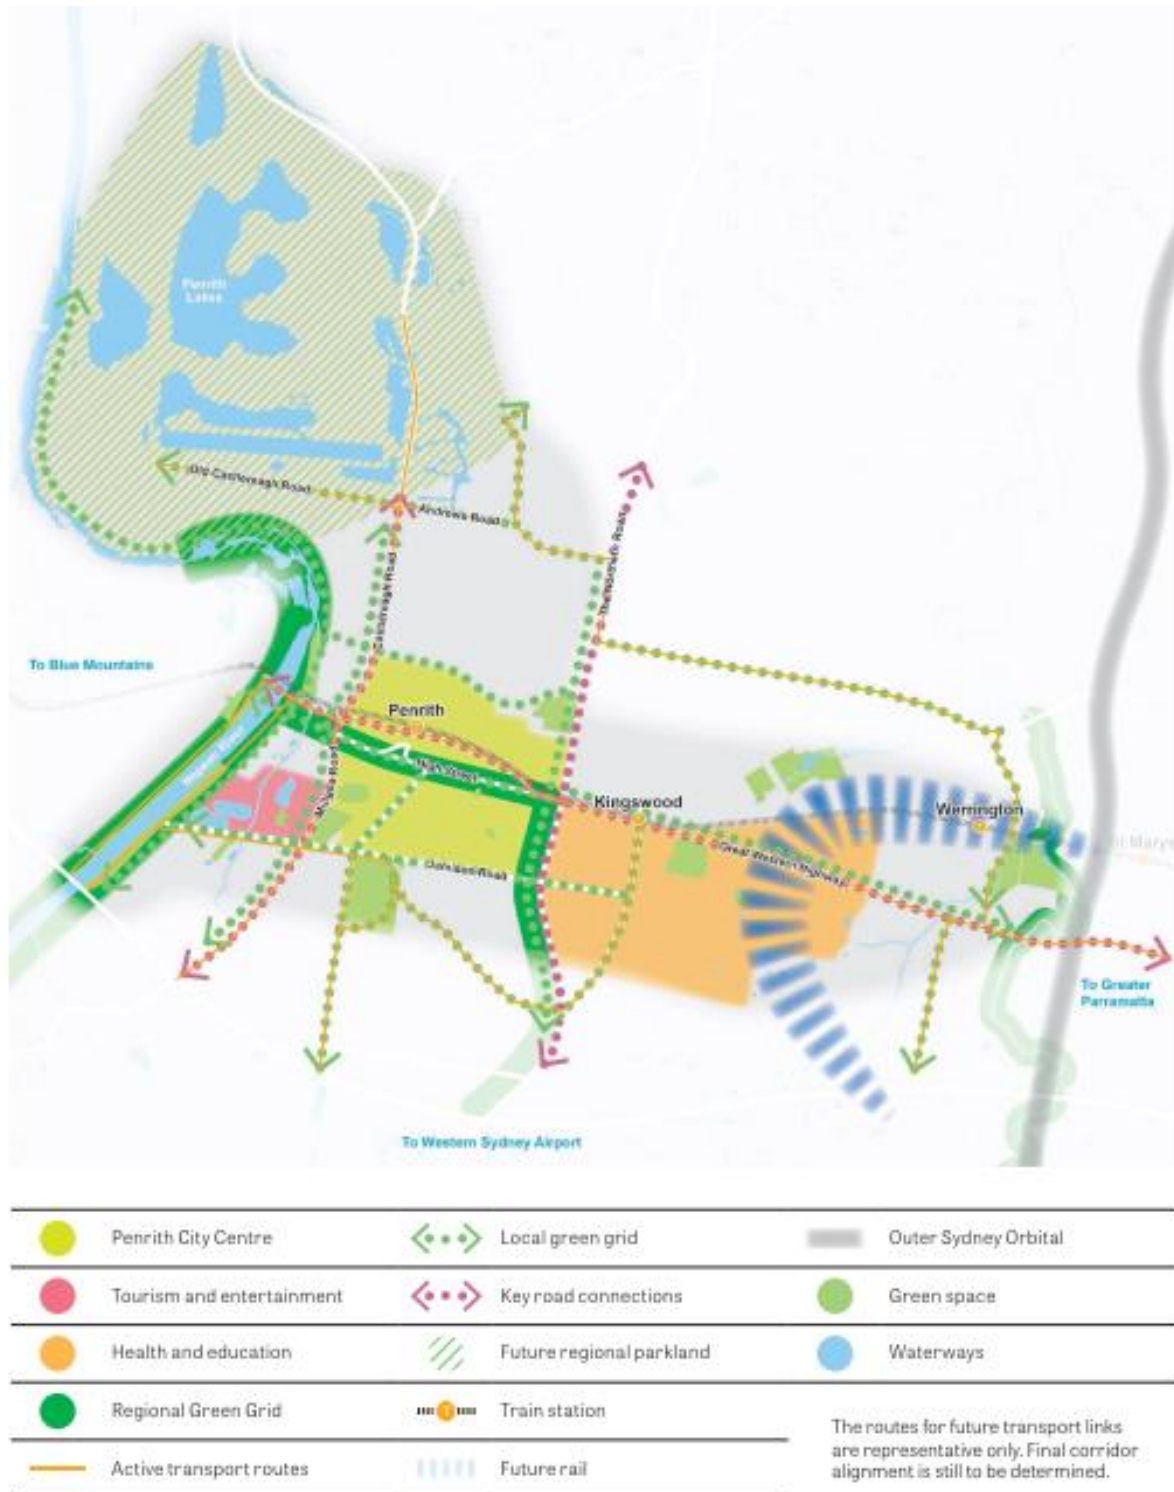 Penrith
Lakes
Old Castlereagh Road
Andrews Road
The Northern Road
Castlereagh Road
To Blue Mountains
Penrith
High Street
Nepean River
Mulgoa Road
Kingswood
Werrington
St Marys
Great Western Highway
Jamison Road
To Greater
Parramatta
To Western Sydney Airport
Penrith City Centre
Local green grid
Outer Sydney Orbital
Tourism and entertainment
Key road connections
Green space
Health and education
Future regional parkland
Waterways
Regional Green Grid
T
Train station
Active transport routes
Future rail
The routes for future transport links
are representative only. Final corridor
alignment is still to be determined.